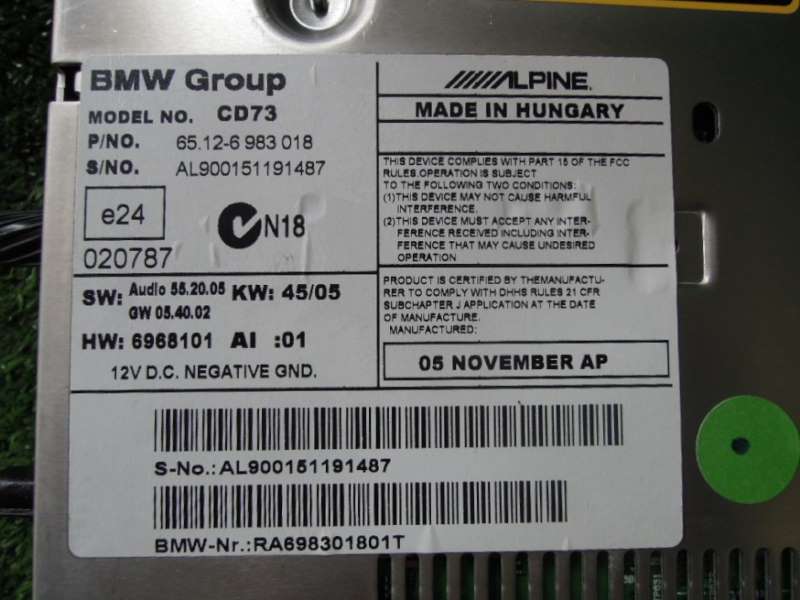 BMW Group
MODEL NO. CD73
P/NO. 65.12-6 983 018
S/NO. AL900151191487
e24
N18
020787
SW: Audio 56.20.05 KW: 45/05
GW 05.40.02
HW: 6968101 AI :01
12V D.C. NEGATIVE GND.
ALPINE.
MADE IN HUNGARY
THIS DEVICE COMPLIES WITH PART 15 OF THE FCC
RULES.OPERATION IS SUBJECT
TO THE FOLLOWING TWO CONDITIONS:
(1)THIS DEVICE MAY NOT CAUSE HARMFUL
INTERFERENCE.
(2)THIS DEVICE MUST ACCEPT ANY INTER-
FERENCE RECEIVED INCLUDING INTER-
FERENCE THAT MAY CAUSE UNDESIRED
OPERATION
PRODUCT IS CERTIFIED BY THEMANUFACTU-
RER TO COMPLY WITH DHHS RULES 21 CFR
SUBCHAPTER J APPLICATION AT THE DATE
OF MANUFACTURE.
MANUFACTURED:
05 NOVEMBER AP
S-No.:AL900151191487
BMW-Nr.:RA698301801T